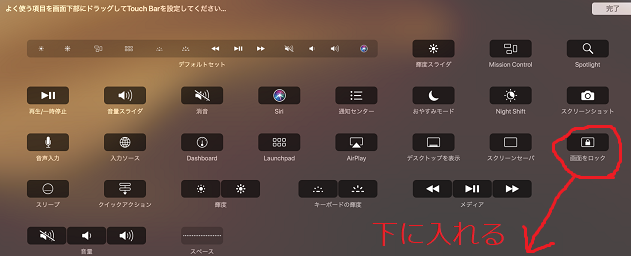 よく使う項目を画面下部にドラッグしてTouch Barを設定してください...
完了
デフォルトセット
輝度スライダ
Mission Control
Spotlight
再生/一時停止
音量スライダ
消音
Siri
通知センター
おやすみモード
Night Shift
スクリーンショット
音声入力
入力ソース
Dashboard
Launchpad
AirPlay
デスクトップを表示
スクリーンセーバ
画面をロック
スリープ
クイックアクション
輝度
キーボードの輝度
メディア
下に入れる
音量
スペース